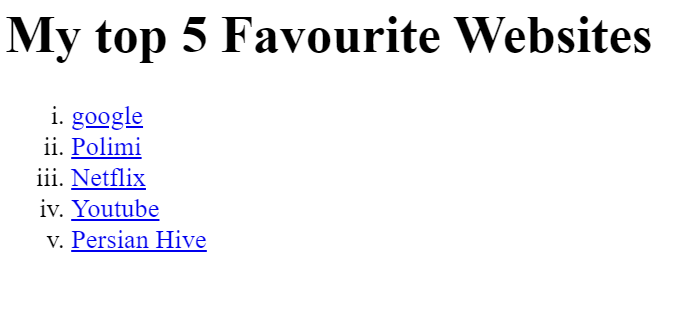 My top 5 Favourite Websites
i. google
ii. Polimi
iii. Netflix
iv. Youtube
v. Persian Hive